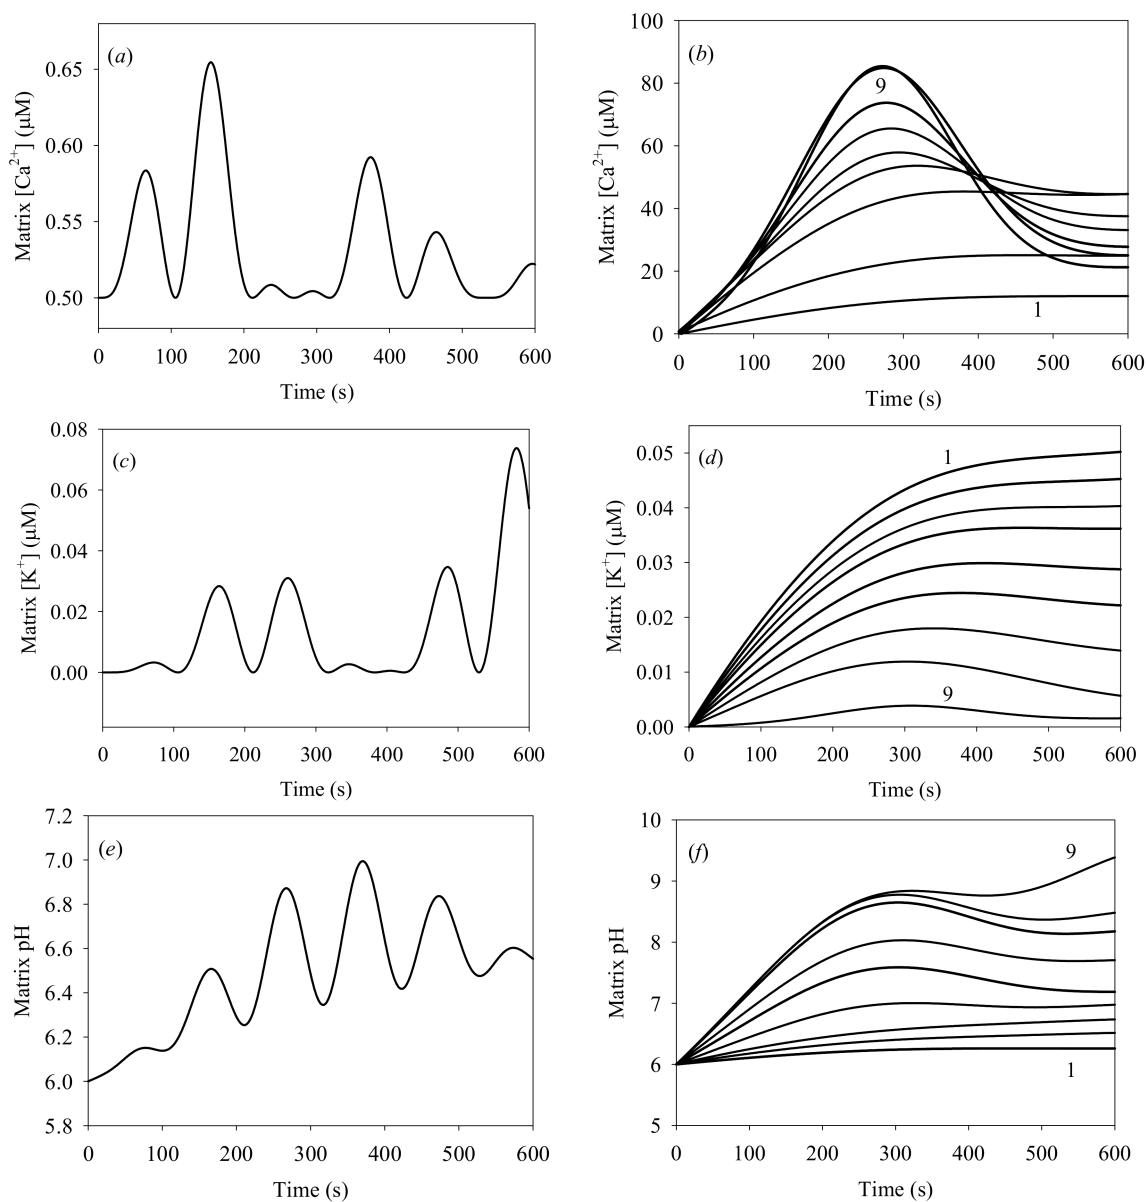 (a)
Matrix [Ca2+] (µM)
0.65
0.60
0.55
0.50
0 100 200 300 400 500 600
Time (s)
(b)
Matrix [Ca2+] (µM)
100
80
60
40
20
0
9
1
0 100 200 300 400 500 600
Time (s)
(c)
Matrix [K+] (µM)
0.08
0.06
0.04
0.02
0.00
0 100 200 300 400 500 600
Time (s)
(d)
Matrix [K+] (µM)
0.05
0.04
0.03
0.02
0.01
0.00
1
9
0 100 200 300 400 500 600
Time (s)
(e)
Matrix pH
7.2
7.0
6.8
6.6
6.4
6.2
6.0
5.8
0 100 200 300 400 500 600
Time (s)
(f)
Matrix pH
10
9
8
7
6
5
9
1
0 100 200 300 400 500 600
Time (s)